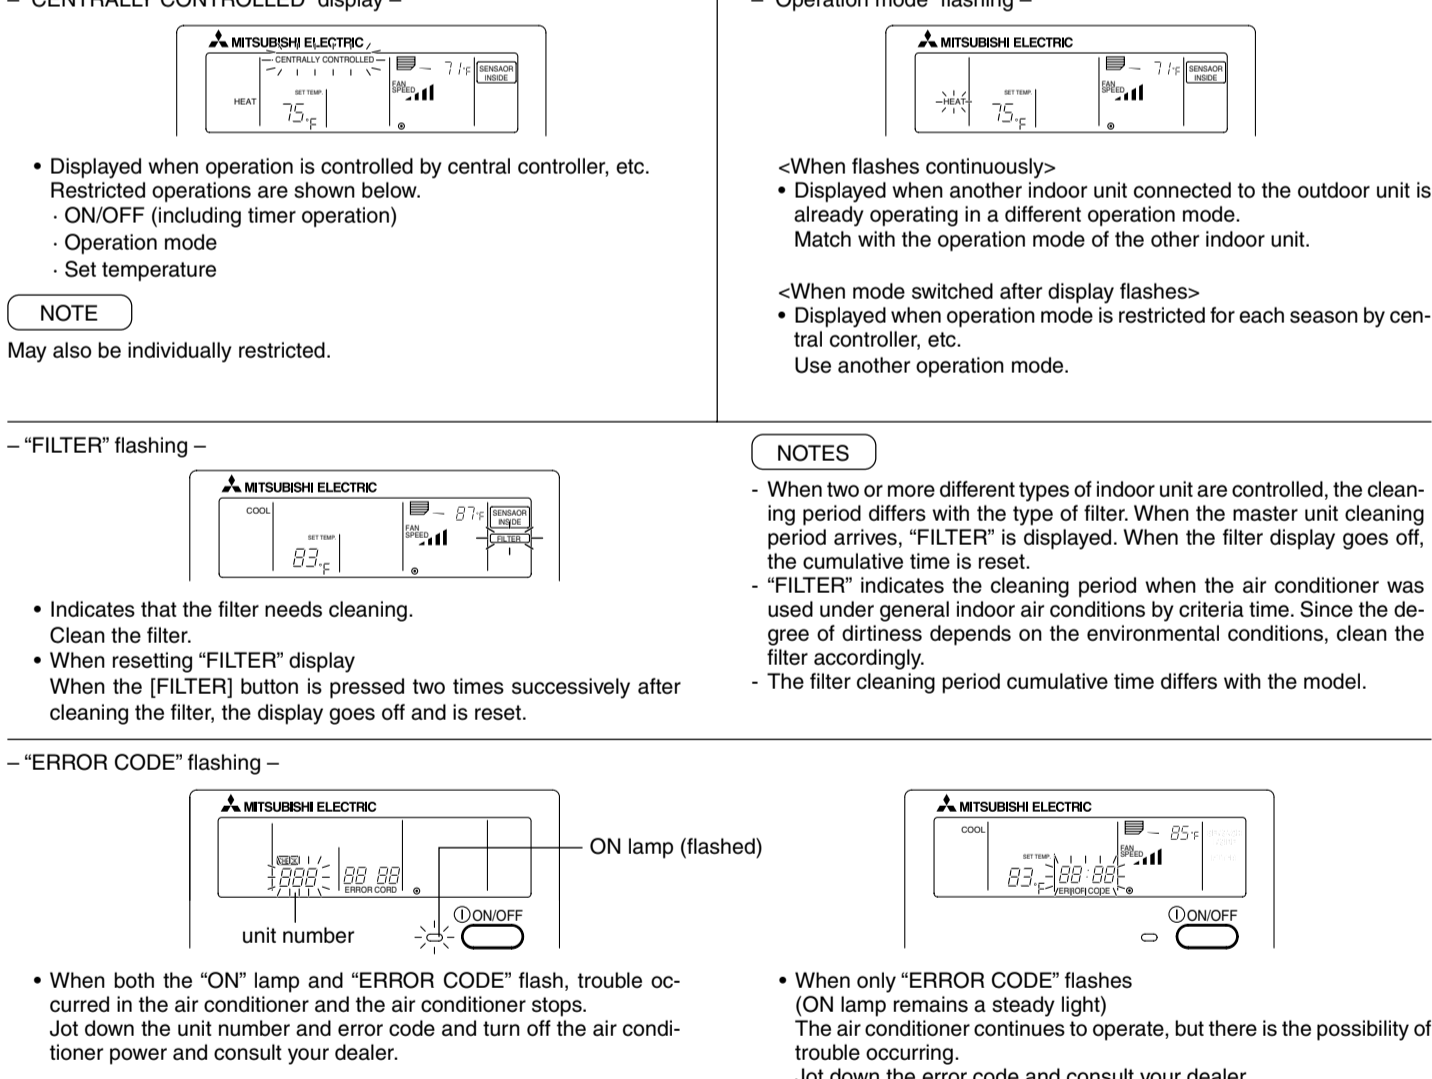 – “CENTRALLY CONTROLLED” display –
MITSUBISHI ELECTRIC
CENTRALLY CONTROLLED
71°F
SENSAOR
INSIDE
HEAT
SET TEMP.
75°F
FAN
SPEED
• Displayed when operation is controlled by central controller, etc.
Restricted operations are shown below.
· ON/OFF (including timer operation)
· Operation mode
· Set temperature
NOTE
May also be individually restricted.
– “Operation mode” flashing –
MITSUBISHI ELECTRIC
71°F
SENSAOR
INSIDE
HEAT
SET TEMP.
75°F
FAN
SPEED
<When flashes continuously>
• Displayed when another indoor unit connected to the outdoor unit is
already operating in a different operation mode.
Match with the operation mode of the other indoor unit.
<When mode switched after display flashes>
• Displayed when operation mode is restricted for each season by cen-
tral controller, etc.
Use another operation mode.
– “FILTER” flashing –
MITSUBISHI ELECTRIC
COOL
87°F
SENSAOR
INSIDE
FILTER
SET TEMP.
83°F
FAN
SPEED
• Indicates that the filter needs cleaning.
Clean the filter.
• When resetting “FILTER” display
When the [FILTER] button is pressed two times successively after
cleaning the filter, the display goes off and is reset.
NOTES
- When two or more different types of indoor unit are controlled, the clean-
ing period differs with the type of filter. When the master unit cleaning
period arrives, “FILTER” is displayed. When the filter display goes off,
the cumulative time is reset.
- “FILTER” indicates the cleaning period when the air conditioner was
used under general indoor air conditions by criteria time. Since the de-
gree of dirtiness depends on the environmental conditions, clean the
filter accordingly.
- The filter cleaning period cumulative time differs with the model.
– “ERROR CODE” flashing –
MITSUBISHI ELECTRIC
888
88 88
ERROR CORD
ON lamp (flashed)
ON/OFF
unit number
• When both the “ON” lamp and “ERROR CODE” flash, trouble oc-
curred in the air conditioner and the air conditioner stops.
Jot down the unit number and error code and turn off the air condi-
tioner power and consult your dealer.
MITSUBISHI ELECTRIC
COOL
85°F
FAN
SPEED
SET TEMP.
83°F
88:88
ERROR CODE
ON/OFF
• When only “ERROR CODE” flashes
(ON lamp remains a steady light)
The air conditioner continues to operate, but there is the possibility of
trouble occurring.
Jot down the error code and consult your dealer.